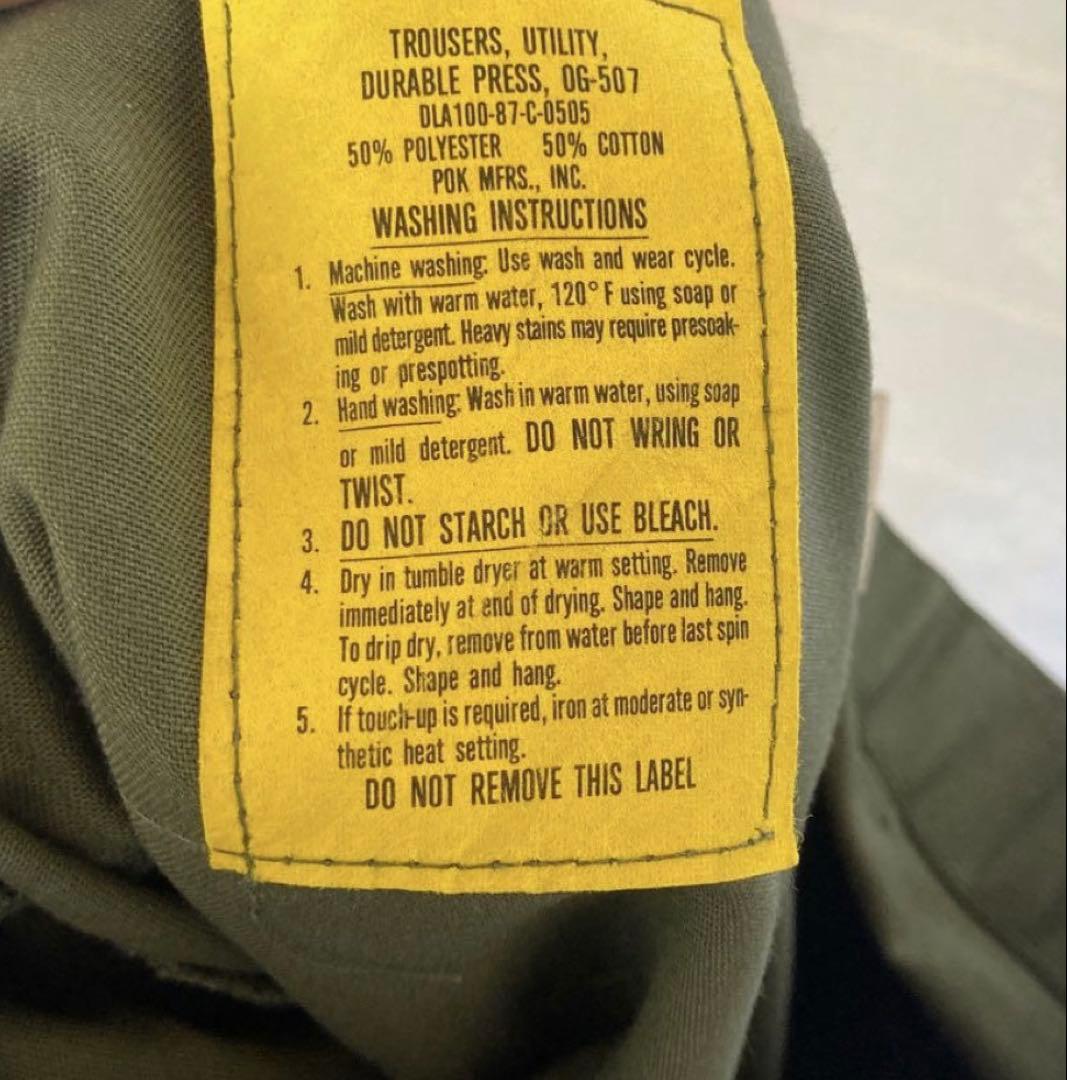 TROUSERS, UTILITY,
DURABLE PRESS, OG-507
DLA100-87-C-0505
50% POLYESTER 50% COTTON
POK MFRS., INC.
WASHING INSTRUCTIONS
1. Machine washing: Use wash and wear cycle.
Wash with warm water, 120° F using soap or
mild detergent. Heavy stains may require presoak-
ing or prespotting.
2. Hand washing: Wash in warm water, using soap
or mild detergent. DO NOT WRING OR
TWIST.
3. DO NOT STARCH OR USE BLEACH.
4. Dry in tumble dryer at warm setting. Remove
immediately at end of drying. Shape and hang.
To drip dry, remove from water before last spin
cycle. Shape and hang.
5. If touch-up is required, iron at moderate or syn-
thetic heat setting.
DO NOT REMOVE THIS LABEL